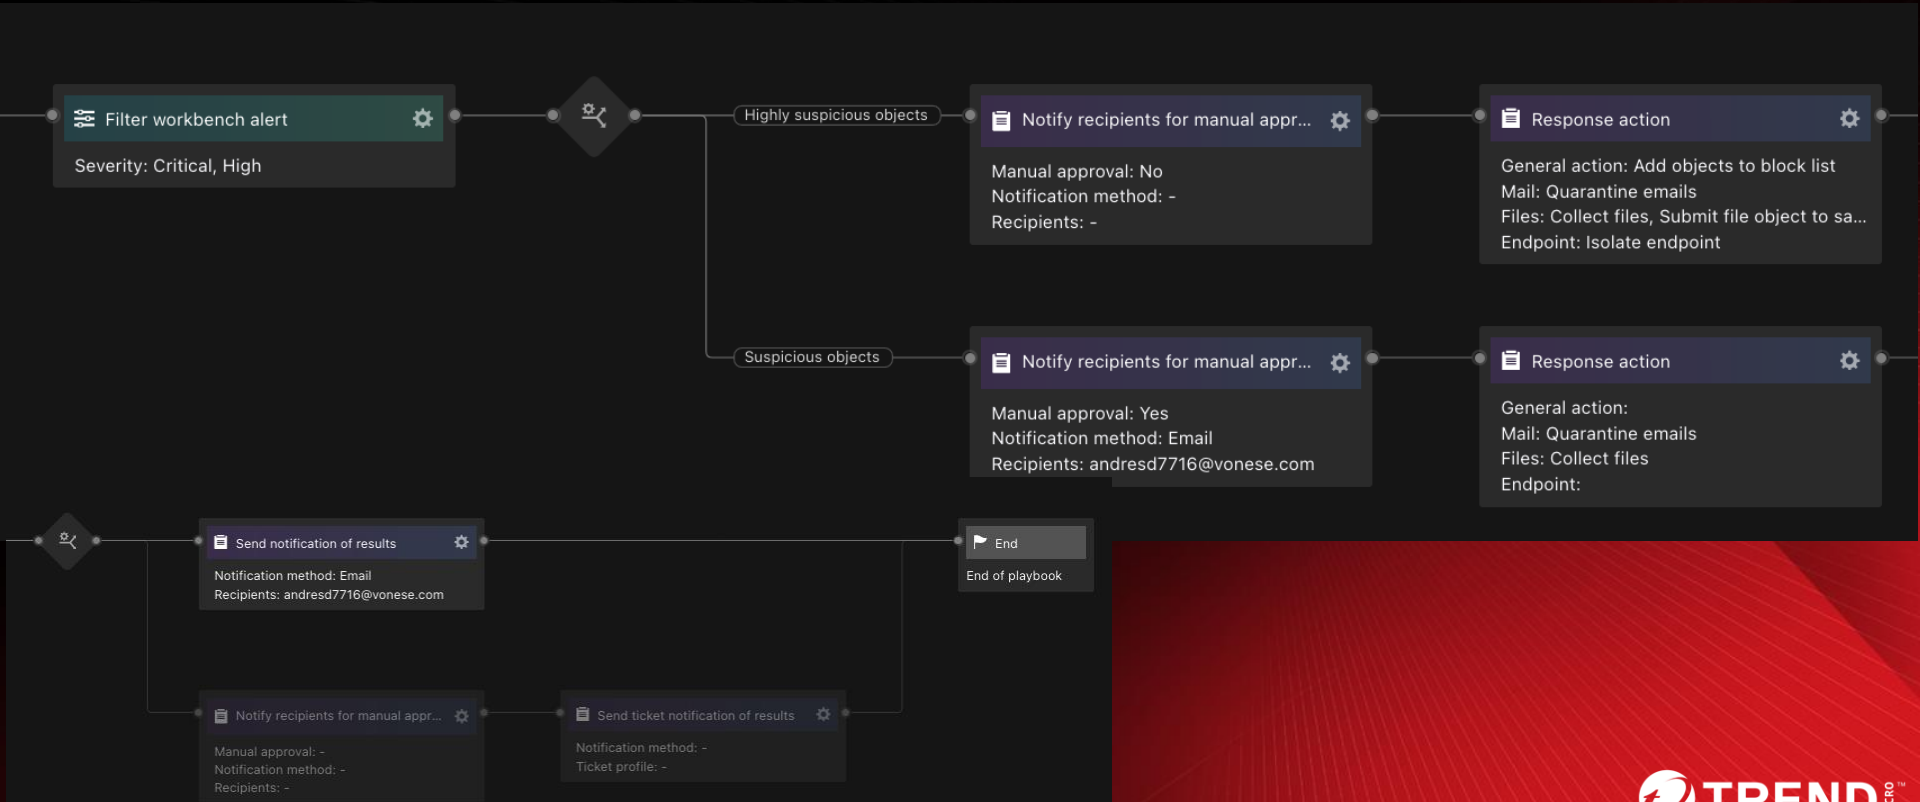 Filter workbench alert
Severity: Critical, High
Highly suspicious objects
Notify recipients for manual appr...
Manual approval: No
Notification method: -
Recipients: -
Response action
General action: Add objects to block list
Mail: Quarantine emails
Files: Collect files, Submit file object to sa...
Endpoint: Isolate endpoint
Suspicious objects
Notify recipients for manual appr...
Manual approval: Yes
Notification method: Email
Recipients: andresd7716@vonese.com
Response action
General action:
Mail: Quarantine emails
Files: Collect files
Endpoint:
Send notification of results
Notification method: Email
Recipients: andresd7716@vonese.com
End
End of playbook
Notify recipients for manual appr...
Manual approval: -
Notification method: -
Recipients: -
Send ticket notification of results
Notification method: -
Ticket profile: -
TREND